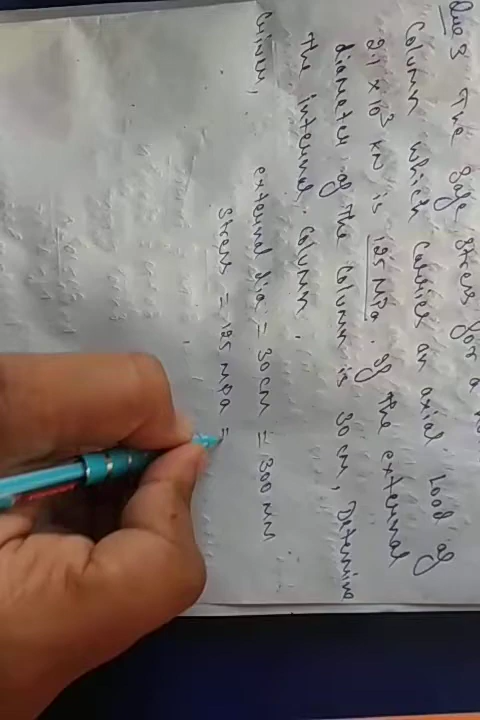 Que 3 The safe stress for a
Column which carries an axial Load of
2.1 × 10³ KN is 125 MPa. If the external
diameter of the column is 30 cm, Determine
the internal column.
Given,
external dia = 30 cm = 300 mm
stress = 125 MPa =